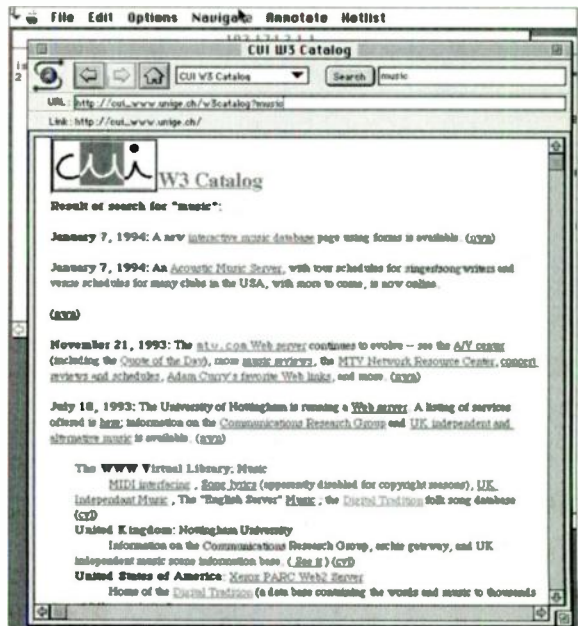 File Edit Options Navigate Annotate Hotlist
CUI W3 Catalog
CUI W3 Catalog
Search
music
URL: http://cui_www.unige.ch/w3catalog?music
Link: http://cui_www.unige.ch/
cui W3 Catalog
Result of search for "music":
January 7, 1994: A new interactive music database page using forms is available. (nwn)
January 7, 1994: An Acoustic Music Server, with tour schedules for singer/song writers and
venue schedules for many clubs in the USA, with more to come, is now online.
(nwn)
November 21, 1993: The mtv.com Web server continues to evolve -- see the A/V center
(including the Quote of the Day), more music reviews, the MTV Network Resource Center, concert
reviews and schedules, Adam Curry's favorite Web links, and more. (nwn)
July 18, 1993: The University of Nottingham is running a Web server. A listing of services
offered is here; information on the Communications Research Group and UK independent and
alternative music is available. (nwn)
The WWW Virtual Library: Music
MIDI interfacing , Song lyrics (apparently disabled for copyright reasons), UK
Independant Music , The "English Server" Music ; the Digital Tradition folk song database
(cyl)
United Kingdom: Nottingham University
Information on the Communications Research Group, archie gateway, and UK
independent music scene information base. ( See it ) (cyl)
United States of America: Xerox PARC Web2 Server
Home of the Digital Tradition (a data base containing the words and music to thousands